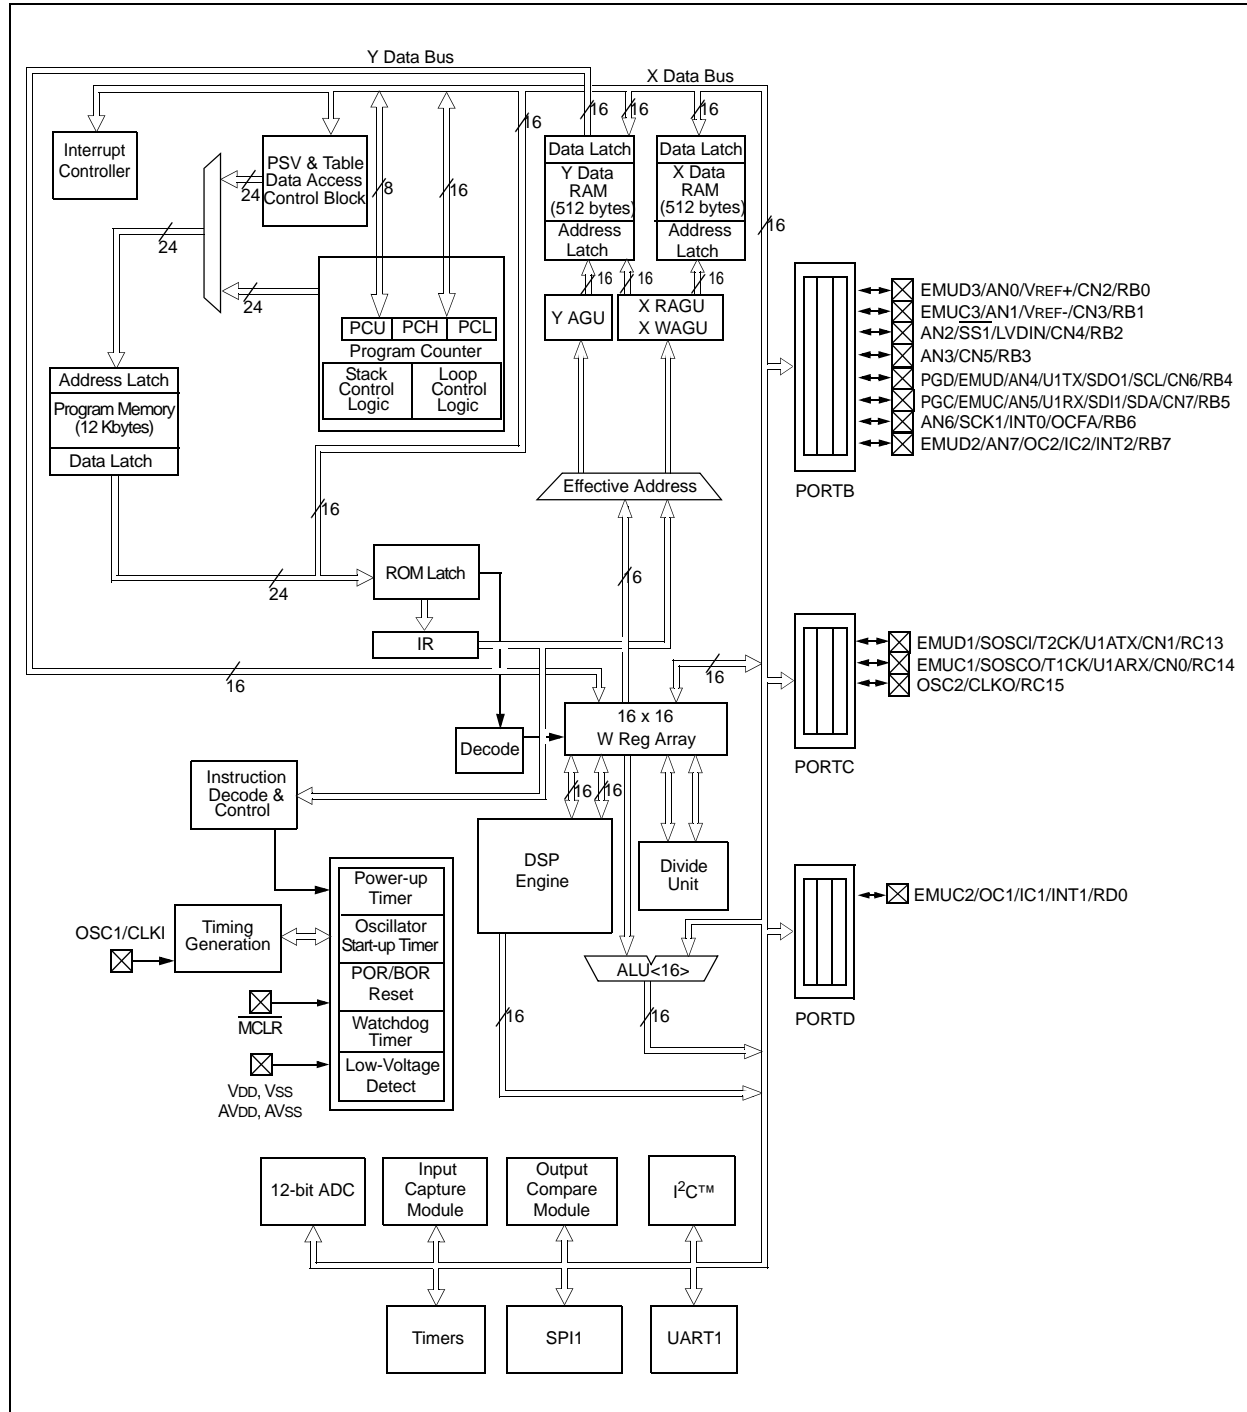 Y Data Bus
X Data Bus
16
16
16
16
Interrupt
Controller
PSV & Table
Data Access
Control Block
24
8
16
24
24
Data Latch
Y Data
RAM
(512 bytes)
Address
Latch
Data Latch
X Data
RAM
(512 bytes)
Address
Latch
16
16
16
16
Y AGU
X RAGU
X WAGU
PCU
PCH
PCL
Program Counter
Stack
Control
Logic
Loop
Control
Logic
Address Latch
Program Memory
(12 Kbytes)
Data Latch
16
24
Effective Address
16
ROM Latch
IR
16
16
16 x 16
W Reg Array
Decode
Instruction
Decode &
Control
16
16
DSP
Engine
Divide
Unit
Power-up
Timer
Oscillator
Start-up Timer
POR/BOR
Reset
Watchdog
Timer
Low-Voltage
Detect
OSC1/CLKI
Timing
Generation
MCLR
VDD, VSS
AVDD, AVSS
ALU<16>
16
16
EMUD3/AN0/VREF+/CN2/RB0
EMUC3/AN1/VREF-/CN3/RB1
AN2/SS1/LVDIN/CN4/RB2
AN3/CN5/RB3
PGD/EMUD/AN4/U1TX/SDO1/SCL/CN6/RB4
PGC/EMUC/AN5/U1RX/SDI1/SDA/CN7/RB5
AN6/SCK1/INT0/OCFA/RB6
EMUD2/AN7/OC2/IC2/INT2/RB7
PORTB
EMUD1/SOSCI/T2CK/U1ATX/CN1/RC13
EMUC1/SOSCO/T1CK/U1ARX/CN0/RC14
OSC2/CLKO/RC15
PORTC
EMUC2/OC1/IC1/INT1/RD0
PORTD
12-bit ADC
Input
Capture
Module
Output
Compare
Module
I2C™
Timers
SPI1
UART1
16